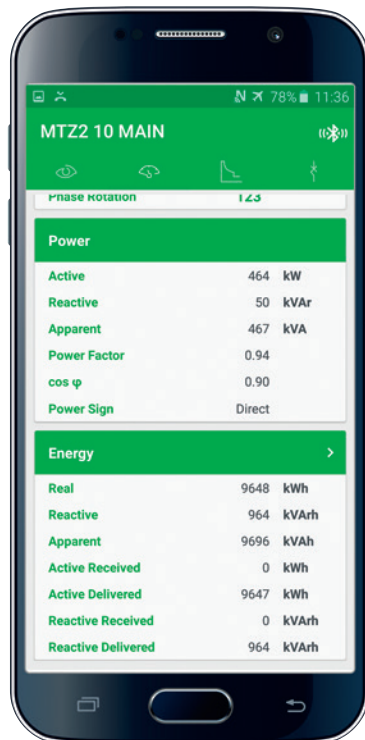 78% 11:36
MTZ2 10 MAIN
Phase Rotation 123
Power
Active 464 kW
Reactive 50 kVAr
Apparent 467 kVA
Power Factor 0.94
cos φ 0.90
Power Sign Direct
Energy
Real 9648 kWh
Reactive 964 kVArh
Apparent 9696 kVAh
Active Received 0 kWh
Active Delivered 9647 kWh
Reactive Received 0 kVArh
Reactive Delivered 964 kVArh